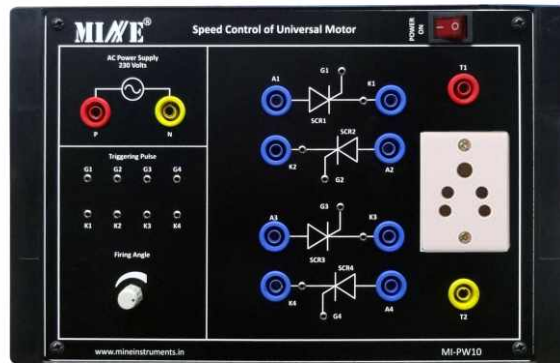 MINE®
Speed Control of Universal Motor
POWER
ON
AC Power Supply
230 Volts
P
N
Triggering Pulse
G1 G2 G3 G4
K1 K2 K3 K4
Firing Angle
A1
G1
K1
SCR1
K2
SCR2
A2
G2
A3
G3
K3
SCR3
K4
SCR4
A4
G4
T1
T2
www.mineinstruments.in
MI-PW10